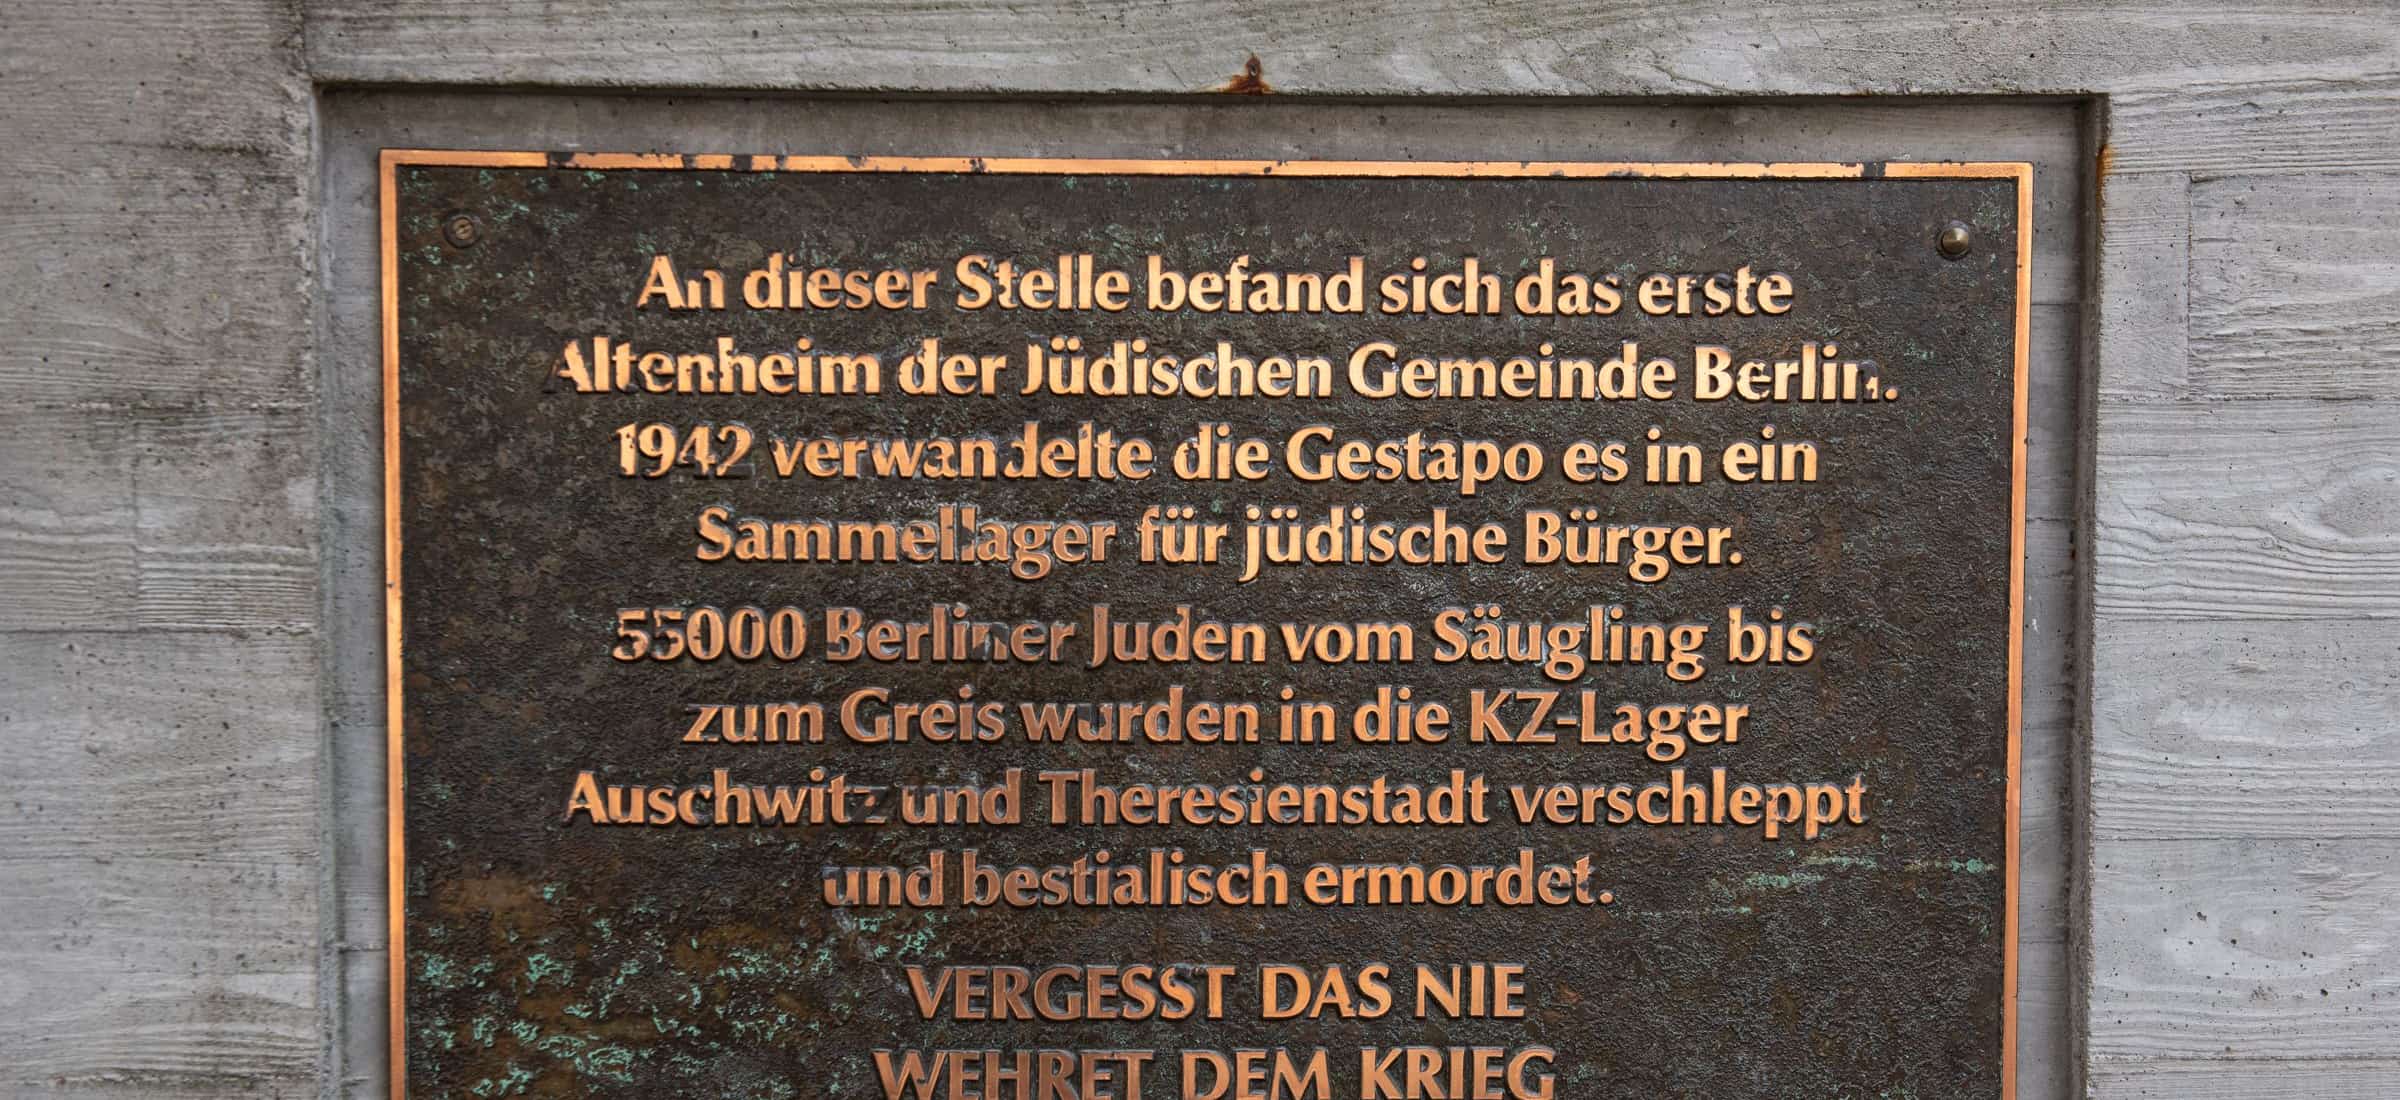 An dieser Stelle befand sich das erste
Altenheim der Jüdischen Gemeinde Berlin.
1942 verwandelte die Gestapo es in ein
Sammellager für jüdische Bürger.
55000 Berliner Juden vom Säugling bis
zum Greis wurden in die KZ-Lager
Auschwitz und Theresienstadt verschleppt
und bestialisch ermordet.
VERGESST DAS NIE
WEHRET DEM KRIEG